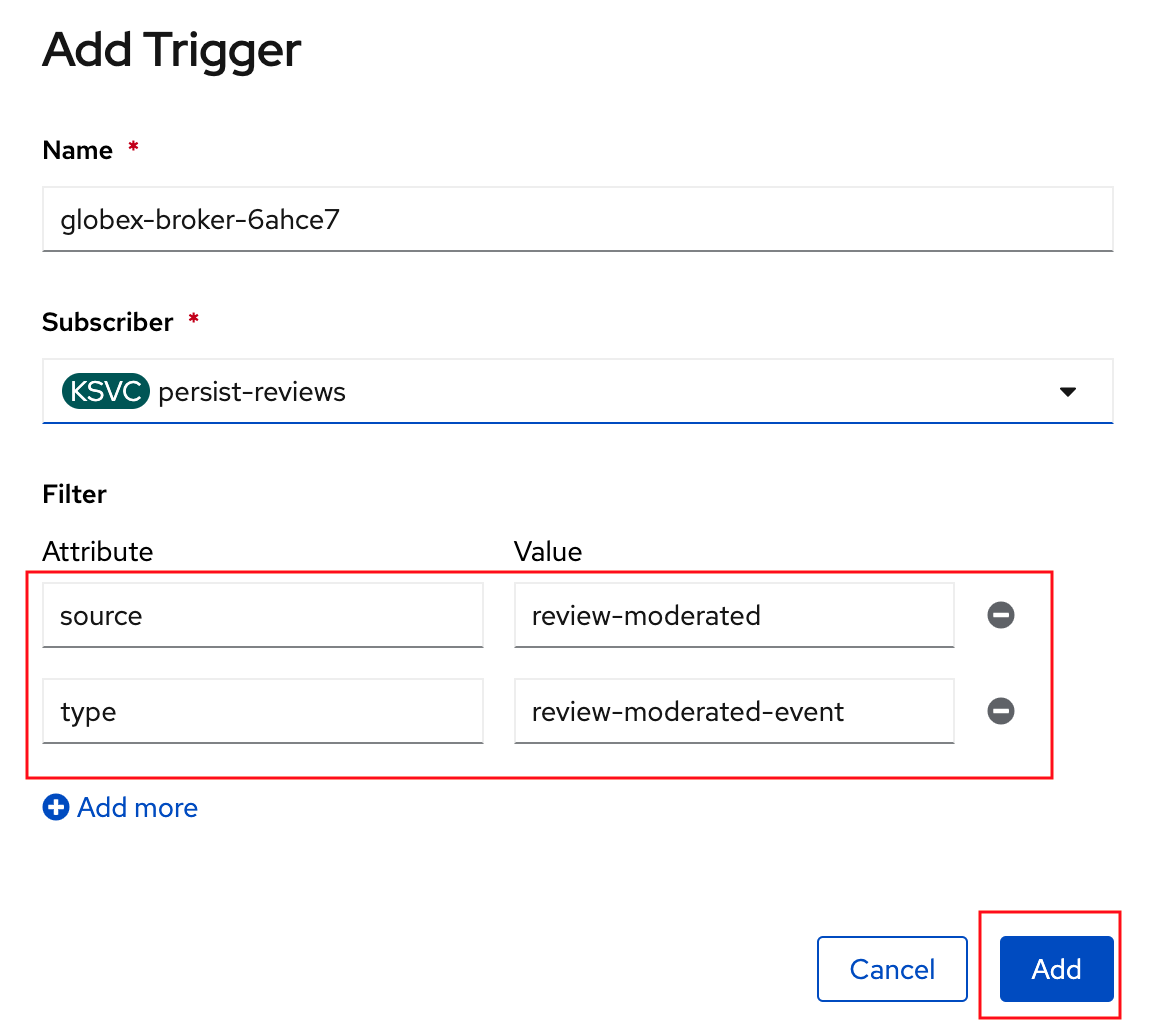 Add Trigger
Name *
globex-broker-6ahce7
Subscriber *
KSVC persist-reviews
Filter
Attribute Value
source review-moderated
type review-moderated-event
Add more
Cancel Add